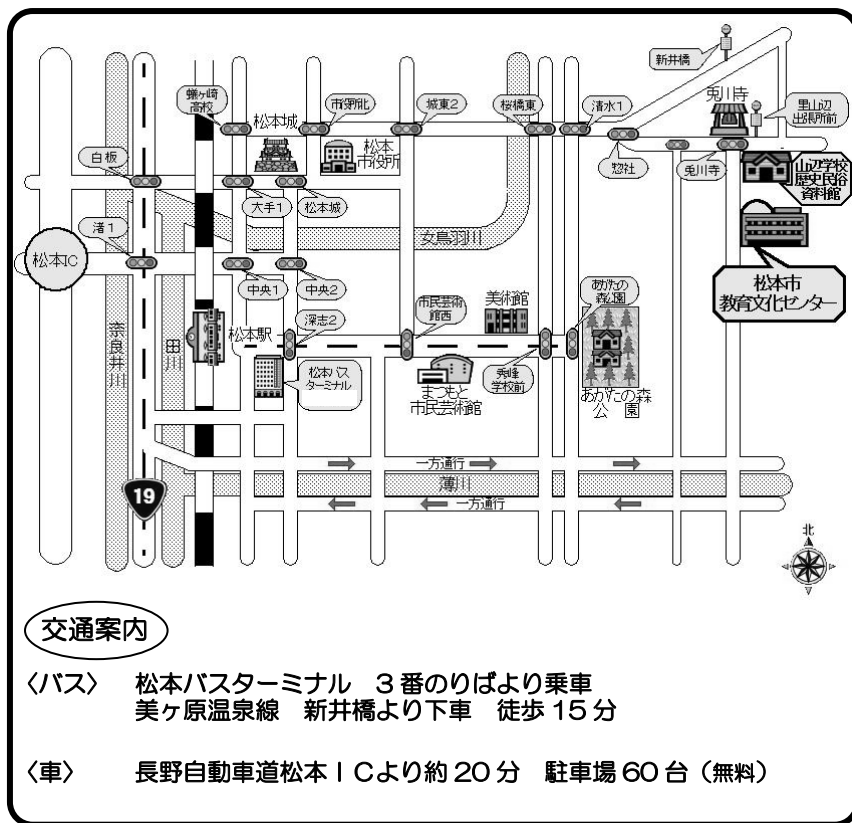 新井橋
蟻ヶ崎
高校
松本城
市役所北
城東2
桜橋東
清水1
兎川寺
里山辺
出張所前
松本
市役所
白板
惣社
兎川寺
山辺学校
歴史民俗
資料館
大手1
松本城
渚1
女鳥羽川
松本IC
中央1
中央2
松本市
教育文化センター
市民芸術
館西
美術館
あがたの
森公園
深志2
松本駅
奈良井川
田川
松本バス
ターミナル
まつもと
市民芸術館
秀峰
学校前
あがたの森
公園
一方通行
薄川
一方通行
19
北
交通案内
〈バス〉 松本バスターミナル 3番のりばより乗車
美ヶ原温泉線 新井橋より下車 徒歩15分
〈車〉 長野自動車道松本ICより約20分 駐車場60台（無料）